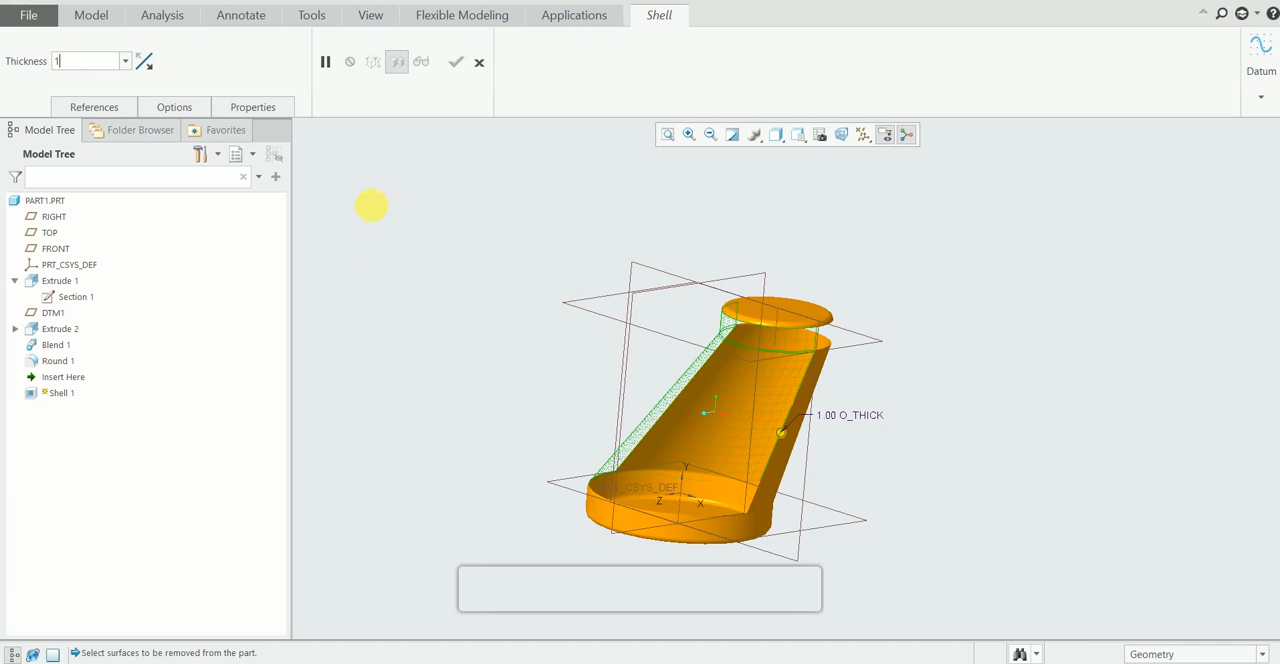 File Model Analysis Annotate Tools View Flexible Modeling Applications Shell
Thickness 1
Datum
References Options Properties
Model Tree Folder Browser Favorites
Model Tree
PART1.PRT
RIGHT
TOP
FRONT
PRT_CSYS_DEF
Extrude 1
Section 1
DTM1
Extrude 2
Blend 1
Round 1
Insert Here
Shell 1
1.00 O_THICK
Y
CSYS_DEF
Z
X
Select surfaces to be removed from the part.
Geometry